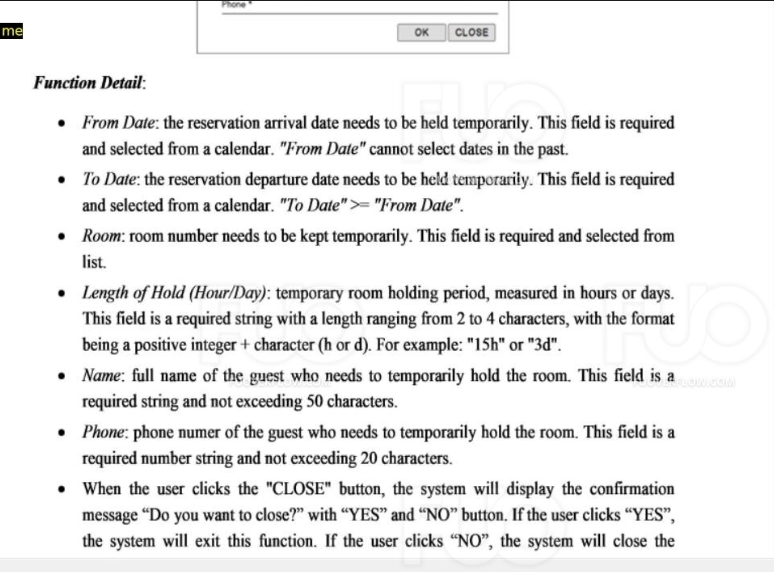 Phone *
me
OK CLOSE
Function Detail:
• From Date: the reservation arrival date needs to be held temporarily. This field is required
and selected from a calendar. "From Date" cannot select dates in the past.
• To Date: the reservation departure date needs to be held temporarily. This field is required
and selected from a calendar. "To Date" >= "From Date".
• Room: room number needs to be kept temporarily. This field is required and selected from
list.
• Length of Hold (Hour/Day): temporary room holding period, measured in hours or days.
This field is a required string with a length ranging from 2 to 4 characters, with the format
being a positive integer + character (h or d). For example: "15h" or "3d".
• Name: full name of the guest who needs to temporarily hold the room. This field is a
required string and not exceeding 50 characters.
• Phone: phone numer of the guest who needs to temporarily hold the room. This field is a
required number string and not exceeding 20 characters.
• When the user clicks the "CLOSE" button, the system will display the confirmation
message “Do you want to close?” with “YES” and “NO” button. If the user clicks “YES”,
the system will exit this function. If the user clicks “NO”, the system will close the